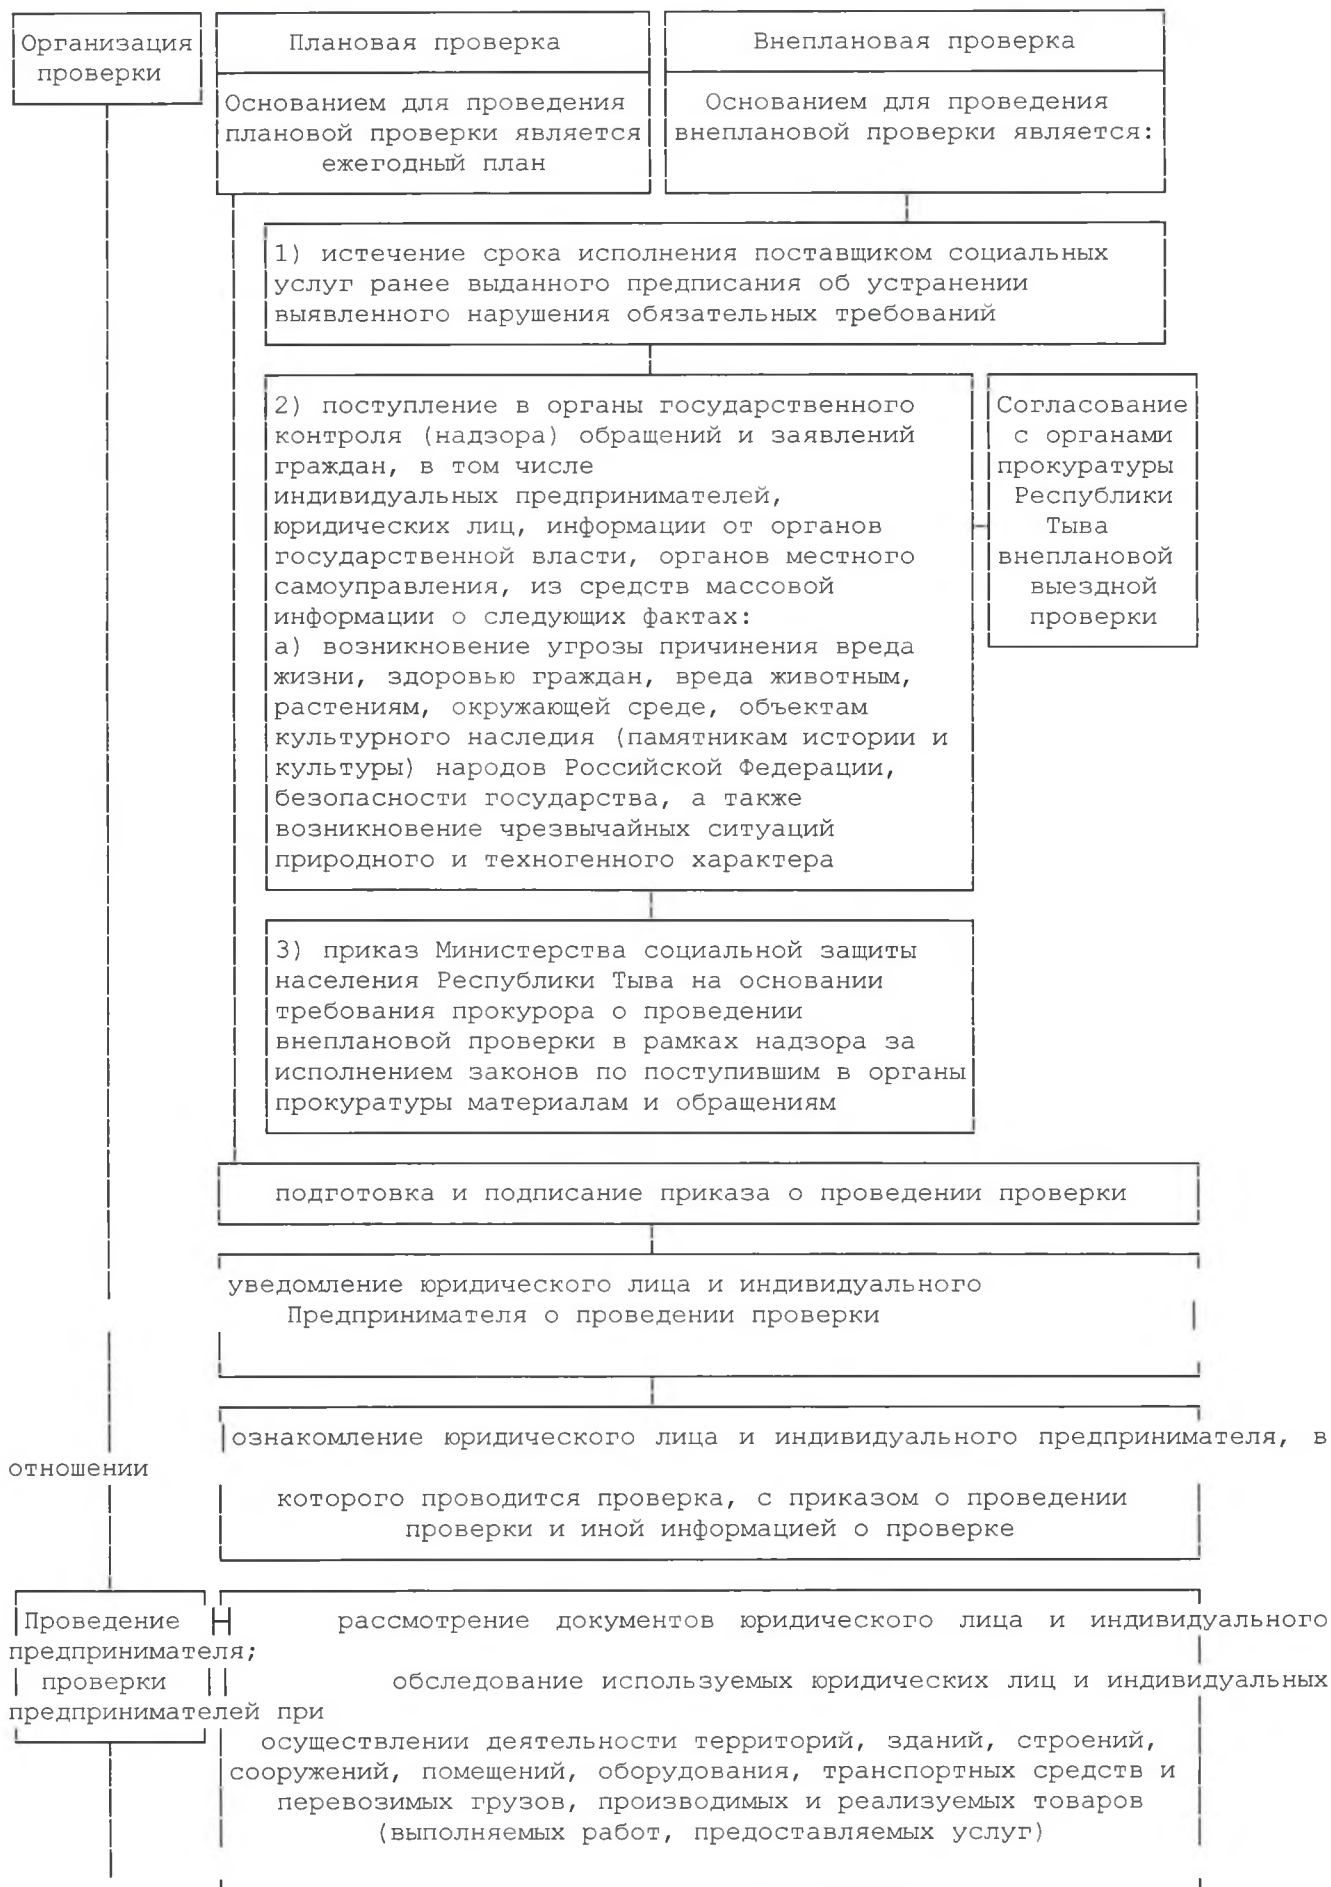 Организация
проверки
Плановая проверка
Внеплановая проверка
Основанием для проведения
плановой проверки является
ежегодный план
Основанием для проведения
внеплановой проверки является:
1) истечение срока исполнения поставщиком социальных
услуг ранее выданного предписания об устранении
выявленного нарушения обязательных требований
2) поступление в органы государственного
контроля (надзора) обращений и заявлений
граждан, в том числе
индивидуальных предпринимателей,
юридических лиц, информации от органов
государственной власти, органов местного
самоуправления, из средств массовой
информации о следующих фактах:
а) возникновение угрозы причинения вреда
жизни, здоровью граждан, вреда животным,
растениям, окружающей среде, объектам
культурного наследия (памятникам истории и
культуры) народов Российской Федерации,
безопасности государства, а также
возникновение чрезвычайных ситуаций
природного и техногенного характера
Согласование
с органами
прокуратуры
Республики
Тыва
внеплановой
выездной
проверки
3) приказ Министерства социальной защиты
населения Республики Тыва на основании
требования прокурора о проведении
внеплановой проверки в рамках надзора за
исполнением законов по поступившим в органы
прокуратуры материалам и обращениям
подготовка и подписание приказа о проведении проверки
уведомление юридического лица и индивидуального
Предпринимателя о проведении проверки
ознакомление юридического лица и индивидуального предпринимателя, в
отношении
которого проводится проверка, с приказом о проведении
проверки и иной информацией о проверке
Проведение рассмотрение документов юридического лица и индивидуального
предпринимателя;
проверки обследование используемых юридических лиц и индивидуальных
предпринимателей при
осуществлении деятельности территорий, зданий, строений,
сооружений, помещений, оборудования, транспортных средств и
перевозимых грузов, производимых и реализуемых товаров
(выполняемых работ, предоставляемых услуг)